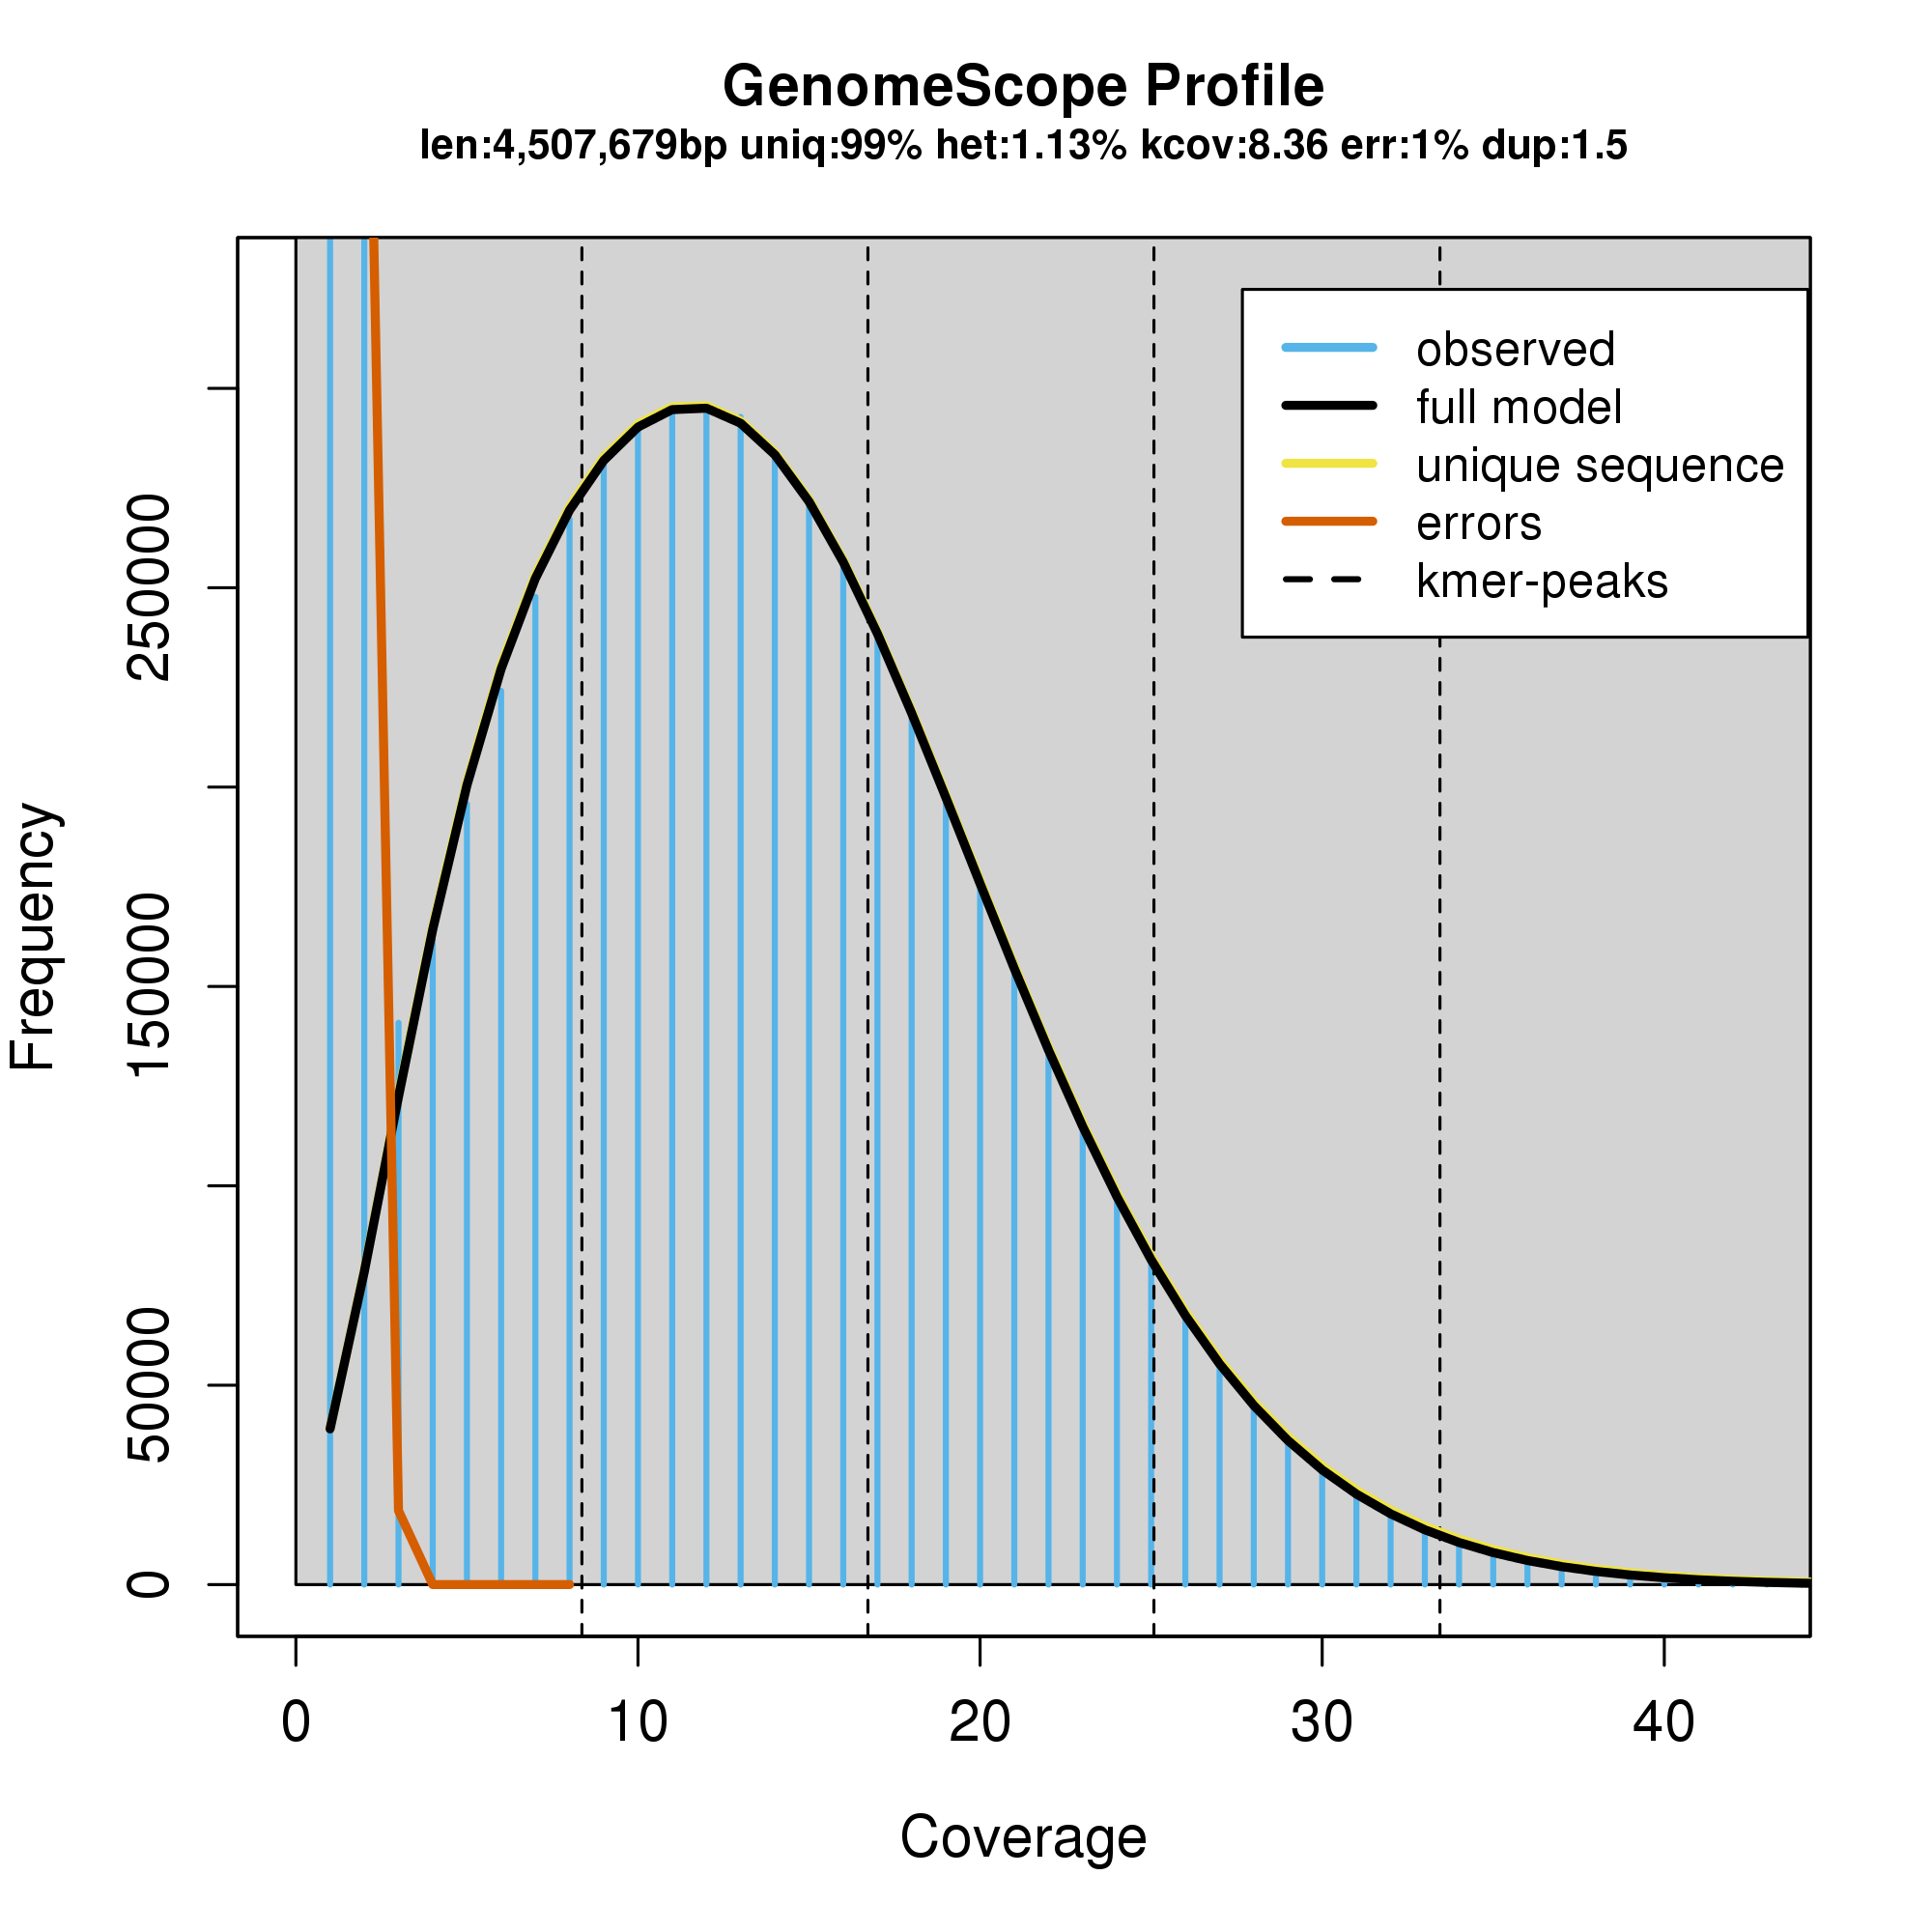 GenomeScope Profile
len:4,507,679bp uniq:99% het:1.13% kcov:8.36 err:1% dup:1.5
observed
full model
unique sequence
errors
kmer-peaks
Frequency
250000
150000
50000
0
0 10 20 30 40
Coverage